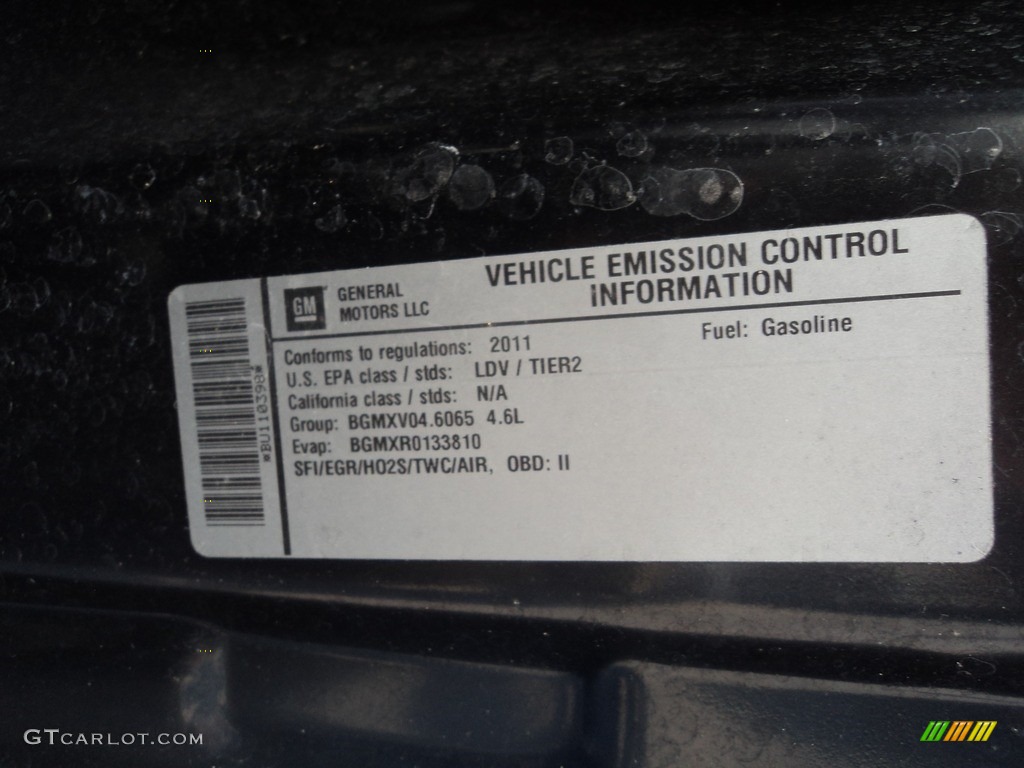 GM
GENERAL
MOTORS LLC
VEHICLE EMISSION CONTROL
INFORMATION
Conforms to regulations: 2011
Fuel: Gasoline
U.S. EPA class / stds: LDV / TIER2
California class / stds: N/A
Group: BGMXV04.6065 4.6L
Evap: BGMXR0133810
SFI/EGR/HO2S/TWC/AIR, OBD: II
*BU110398*
GTCARLOT.COM